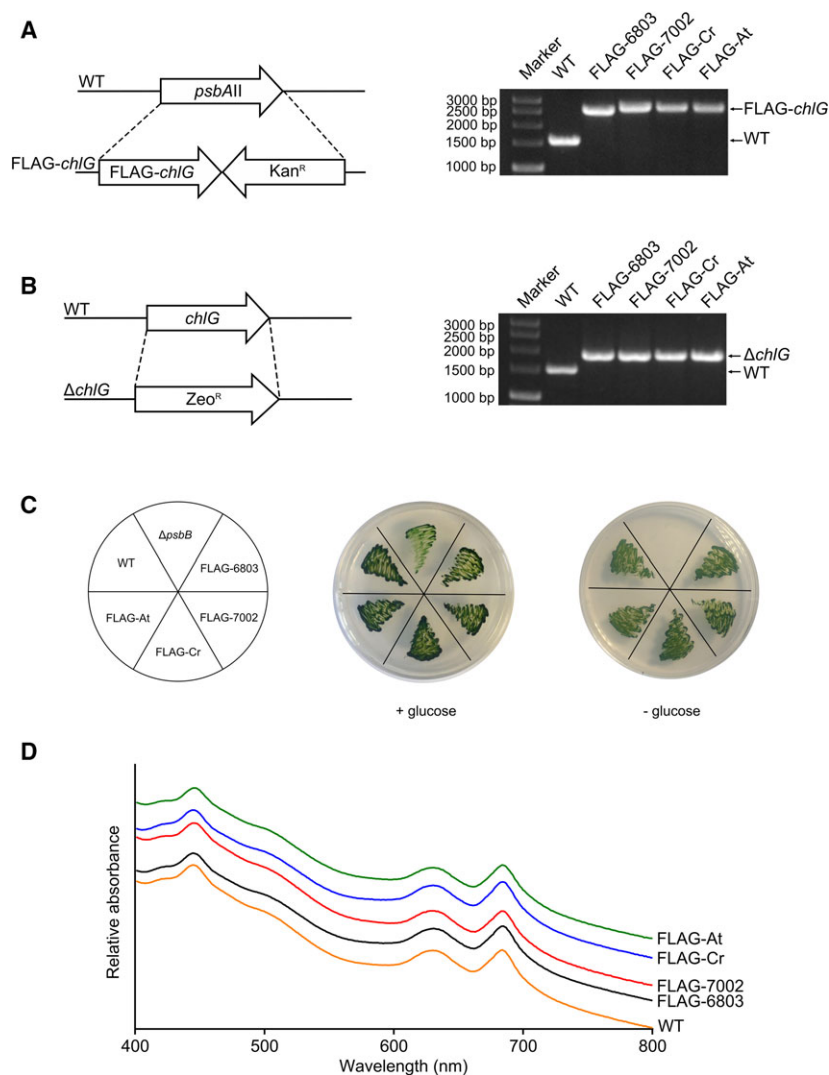 A
WT
psbAII
FLAG-chlG
FLAG-chlG
Kanᴿ
Marker
WT
FLAG-6803
FLAG-7002
FLAG-Cr
FLAG-At
3000 bp
2500 bp
2000 bp
1500 bp
1000 bp
FLAG-chlG
WT
B
WT
chlG
ΔchlG
Zeoᴿ
Marker
WT
FLAG-6803
FLAG-7002
FLAG-Cr
FLAG-At
3000 bp
2500 bp
2000 bp
1500 bp
1000 bp
ΔchlG
WT
C
ΔpsbB
WT
FLAG-6803
FLAG-At
FLAG-7002
FLAG-Cr
+ glucose
- glucose
D
Relative absorbance
FLAG-At
FLAG-Cr
FLAG-7002
FLAG-6803
WT
400
500
600
700
800
Wavelength (nm)